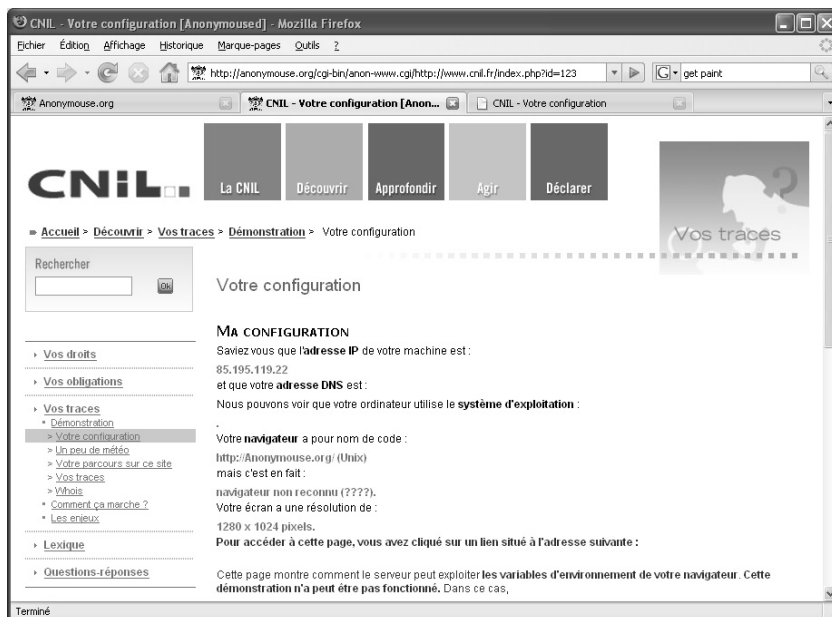 CNIL - Votre configuration [Anonymoused] - Mozilla Firefox
Fichier Édition Affichage Historique Marque-pages Outils ?
http://anonymouse.org/cgi-bin/anon-www.cgi/http://www.cnil.fr/index.php?id=123
G get paint
Anonymouse.org
CNIL - Votre configuration [Anon...
CNIL - Votre configuration
CNIL
La CNIL Découvrir Approfondir Agir Déclarer
? Vos traces
Accueil > Découvrir > Vos traces > Démonstration > Votre configuration
Rechercher
Ok
Vos droits
Vos obligations
Vos traces
Démonstration
> Votre configuration
> Un peu de météo
> Votre parcours sur ce site
> Vos traces
> Whois
Comment ça marche ?
Les enjeux
Lexique
Questions-réponses
Votre configuration
MA CONFIGURATION
Saviez vous que l'adresse IP de votre machine est :
85.195.119.22
et que votre adresse DNS est :
Nous pouvons voir que votre ordinateur utilise le système d'exploitation :
.
Votre navigateur a pour nom de code :
http://Anonymouse.org/ (Unix)
mais c'est en fait :
navigateur non reconnu (????).
Votre écran a une résolution de :
1280 x 1024 pixels.
Pour accéder à cette page, vous avez cliqué sur un lien situé à l'adresse suivante :
Cette page montre comment le serveur peut exploiter les variables d'environnement de votre navigateur. Cette
démonstration n'a peut être pas fonctionné. Dans ce cas,
Terminé